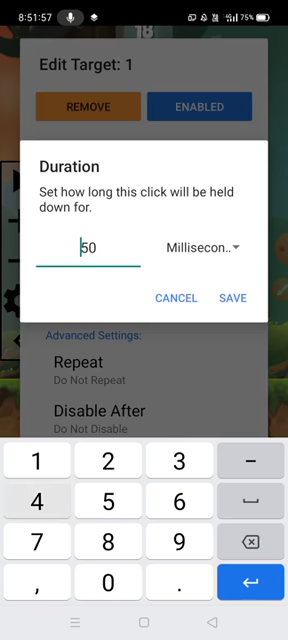 8:51:57
75%
18
Edit Target: 1
REMOVE
ENABLED
Duration
Set how long this click will be held
down for.
50 Millisecon..
CANCEL SAVE
Advanced Settings:
Repeat
Do Not Repeat
Disable After
Do Not Disable
1 2 3 -
4 5 6
7 8 9
, 0 .